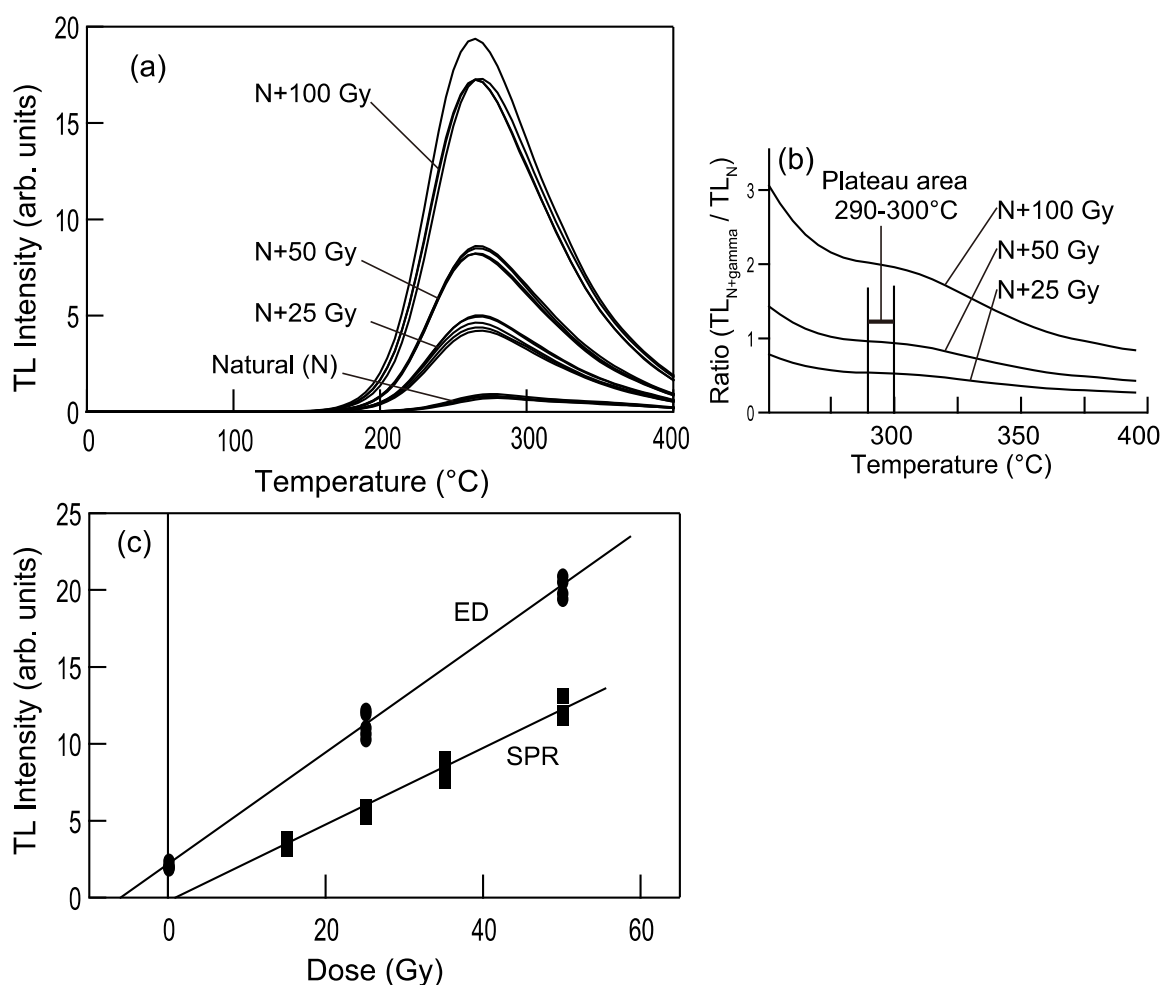 (a)
TL Intensity (arb. units)
20
15
10
5
0
N+100 Gy
N+50 Gy
N+25 Gy
Natural (N)
0 100 200 300 400
Temperature (°C)
(b)
Ratio (TLN+gamma / TLN)
3
2
1
0
Plateau area
290-300°C
N+100 Gy
N+50 Gy
N+25 Gy
300 350 400
Temperature (°C)
(c)
TL Intensity (arb. units)
25
20
15
10
5
0
ED
SPR
0 20 40 60
Dose (Gy)